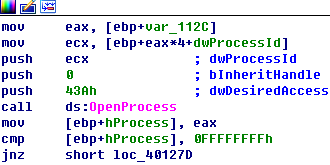 mov eax, [ebp+var_112C]
mov ecx, [ebp+eax*4+dwProcessId]
push ecx ; dwProcessId
push 0 ; bInheritHandle
push 43Ah ; dwDesiredAccess
call ds:OpenProcess
mov [ebp+hProcess], eax
cmp [ebp+hProcess], 0FFFFFFFFh
jnz short loc_40127D